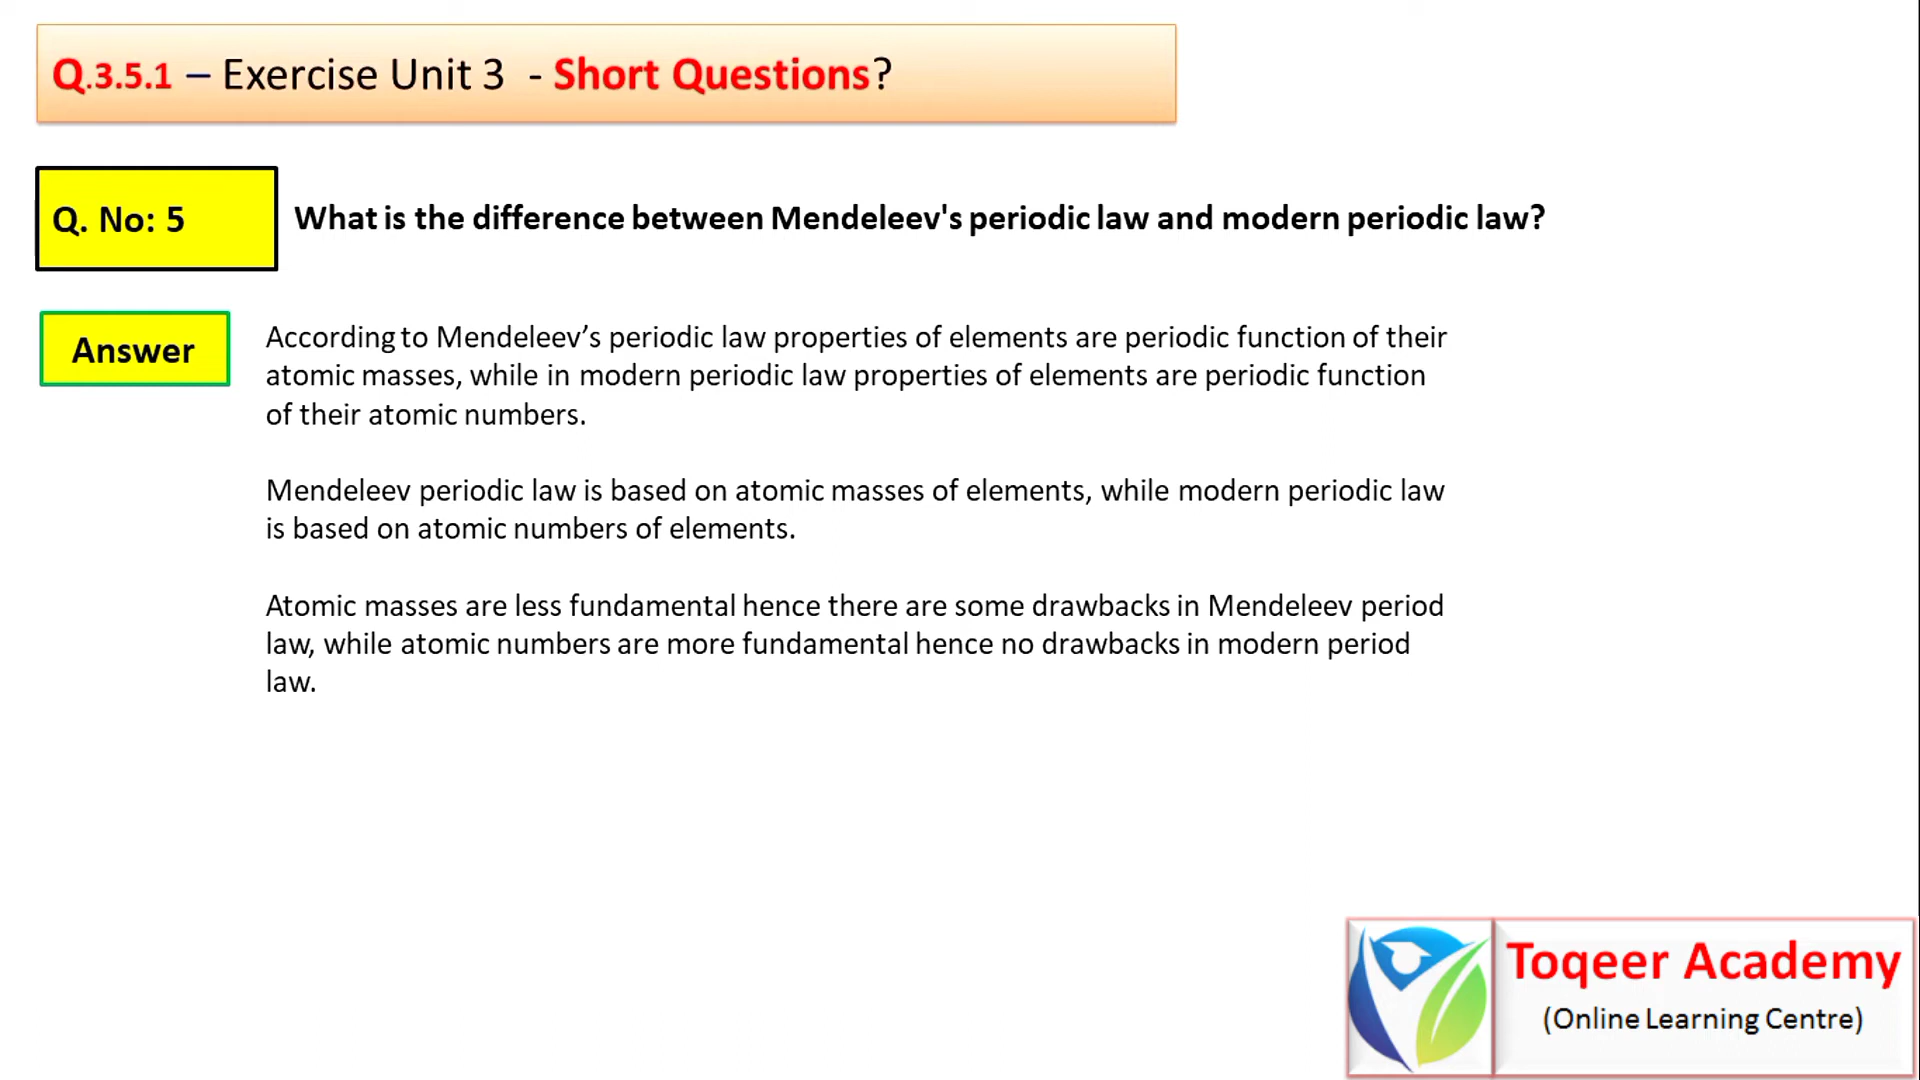 Q.3.5.1 – Exercise Unit 3 - Short Questions?
Q. No: 5
What is the difference between Mendeleev's periodic law and modern periodic law?
Answer
According to Mendeleev’s periodic law properties of elements are periodic function of their
atomic masses, while in modern periodic law properties of elements are periodic function
of their atomic numbers.
Mendeleev periodic law is based on atomic masses of elements, while modern periodic law
is based on atomic numbers of elements.
Atomic masses are less fundamental hence there are some drawbacks in Mendeleev period
law, while atomic numbers are more fundamental hence no drawbacks in modern period
law.
Toqeer Academy
(Online Learning Centre)